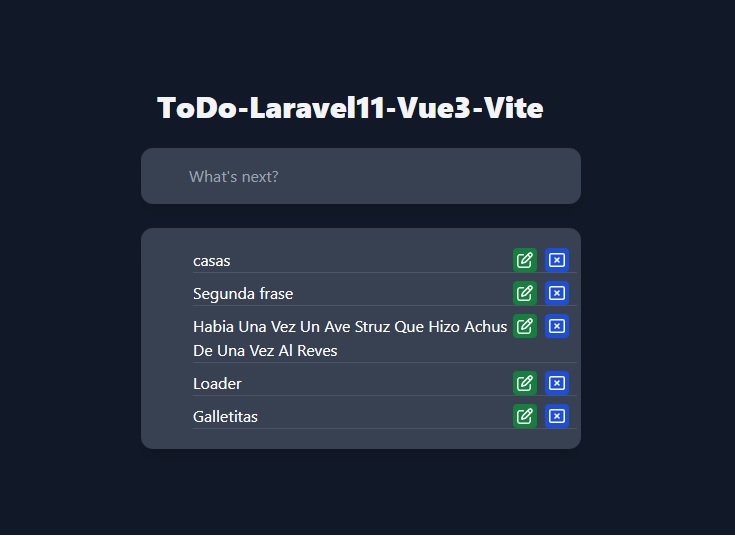 ToDo-Laravel11-Vue3-Vite
What's next?
casas
Segunda frase
Habia Una Vez Un Ave Struz Que Hizo Achus
De Una Vez Al Reves
Loader
Galletitas